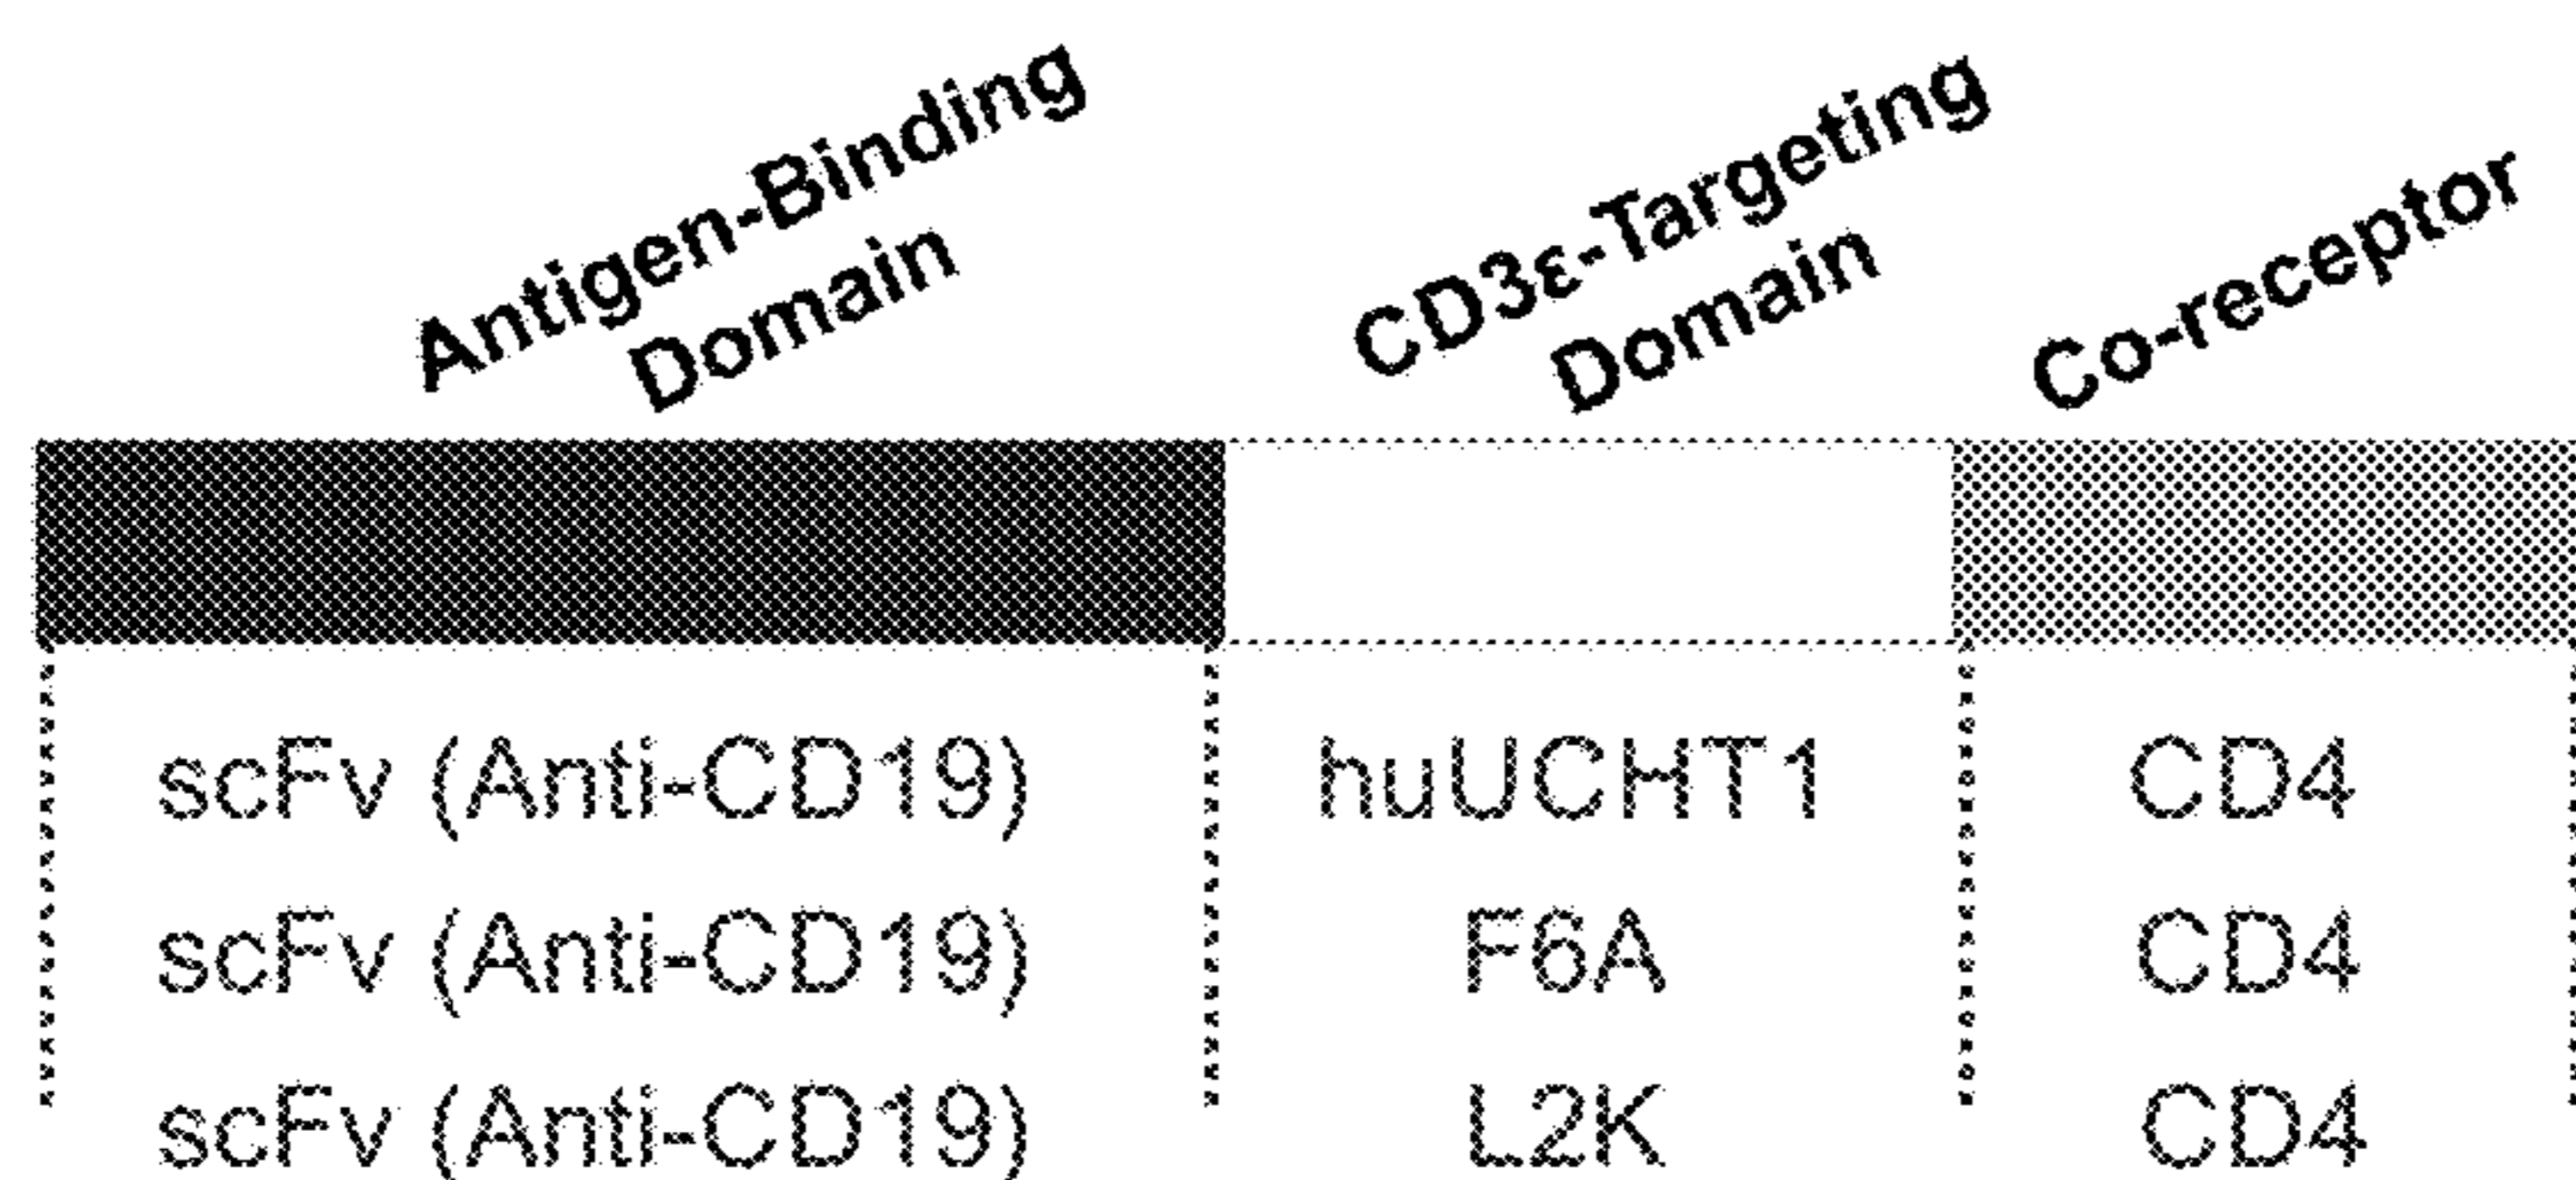 Antigen-Binding
Domain
CD3ε-Targeting
Domain
Co-receptor
scFv (Anti-CD19) huUCHT1 CD4
scFv (Anti-CD19) F6A CD4
scFv (Anti-CD19) L2K CD4